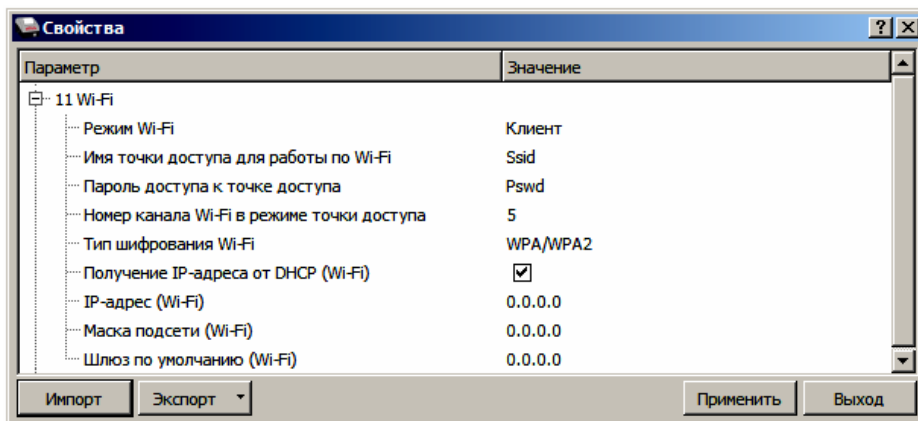 Свойства
Параметр Значение
11 Wi-Fi
Режим Wi-Fi Клиент
Имя точки доступа для работы по Wi-Fi Ssid
Пароль доступа к точке доступа Pswd
Номер канала Wi-Fi в режиме точки доступа 5
Тип шифрования Wi-Fi WPA/WPA2
Получение IP-адреса от DHCP (Wi-Fi)
IP-адрес (Wi-Fi) 0.0.0.0
Маска подсети (Wi-Fi) 0.0.0.0
Шлюз по умолчанию (Wi-Fi) 0.0.0.0
Импорт Экспорт Применить Выход